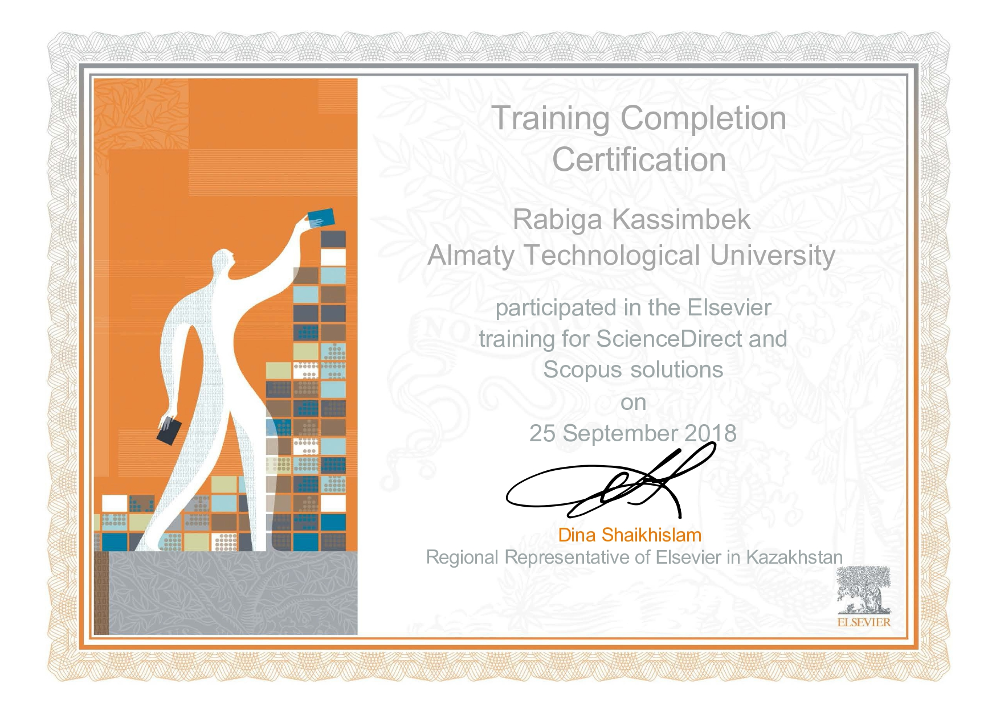 Training Completion
Certification
Rabiga Kassimbek
Almaty Technological University
participated in the Elsevier
training for ScienceDirect and
Scopus solutions
on
25 September 2018
Dina Shaikhislam
Regional Representative of Elsevier in Kazakhstan
ELSEVIER